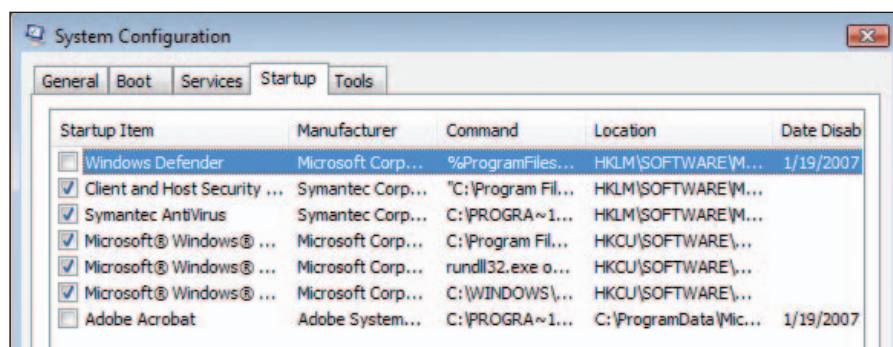 System Configuration
General Boot Services Startup Tools
Startup Item Manufacturer Command Location Date Disab
Windows Defender Microsoft Corp... %ProgramFiles... HKLM\SOFTWARE\M... 1/19/2007
Client and Host Security ... Symantec Corp... "C:\Program Fil... HKLM\SOFTWARE\M...
Symantec AntiVirus Symantec Corp... C:\PROGRA~1... HKLM\SOFTWARE\M...
Microsoft® Windows® ... Microsoft Corp... C:\Program Fil... HKCU\SOFTWARE\...
Microsoft® Windows® ... Microsoft Corp... rundll32.exe o... HKCU\SOFTWARE\...
Microsoft® Windows® ... Microsoft Corp... C:\WINDOWS\... HKCU\SOFTWARE\...
Adobe Acrobat Adobe System... C:\PROGRA~1... C:\ProgramData\Mic... 1/19/2007